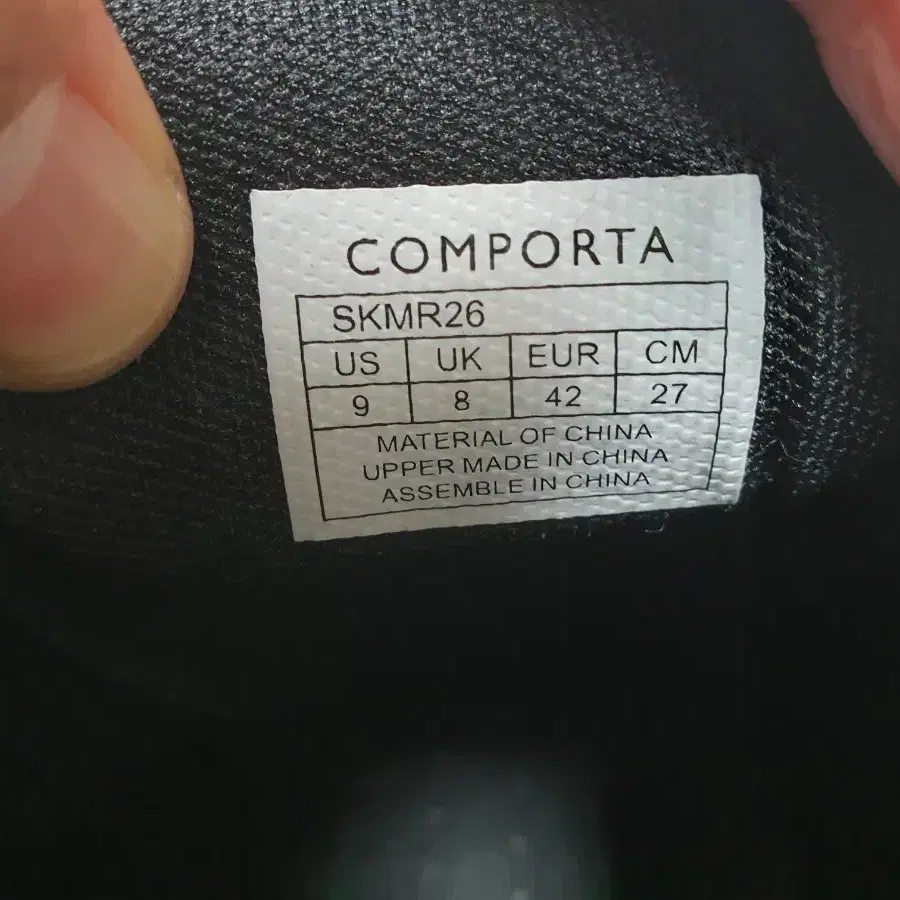 COMPORTA
SKMR26
US UK EUR CM
9 8 42 27
MATERIAL OF CHINA
UPPER MADE IN CHINA
ASSEMBLE IN CHINA